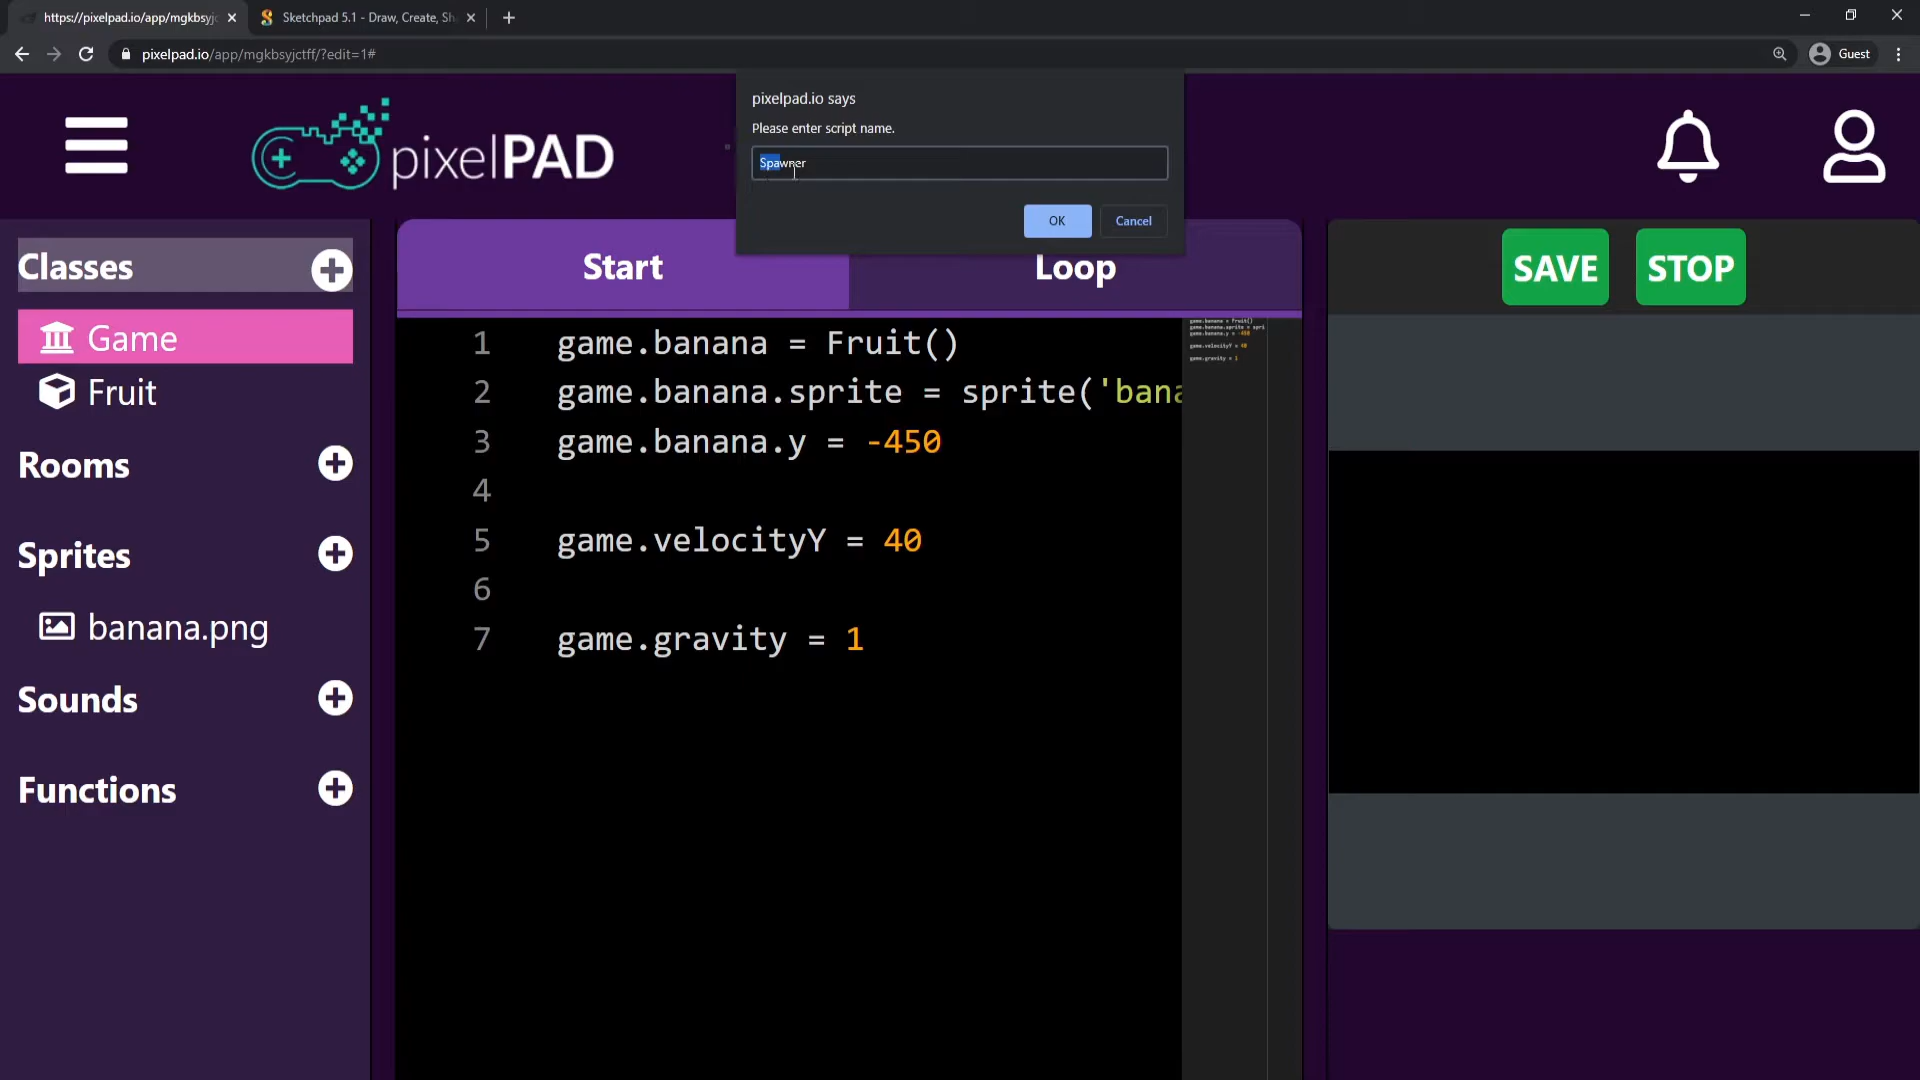 https://pixelpad.io/app/mgkbsyjc
Sketchpad 5.1 - Draw, Create, Sh
pixelpad.io/app/mgkbsyjctff/?edit=1#
Guest
pixelpad.io says
Please enter script name.
Spawner
OK
Cancel
pixelPAD
Classes
Game
Fruit
Rooms
Sprites
banana.png
Sounds
Functions
Start
Loop
SAVE
STOP
1 game.banana = Fruit()
2 game.banana.sprite = sprite('bana
3 game.banana.y = -450
4
5 game.velocityY = 40
6
7 game.gravity = 1